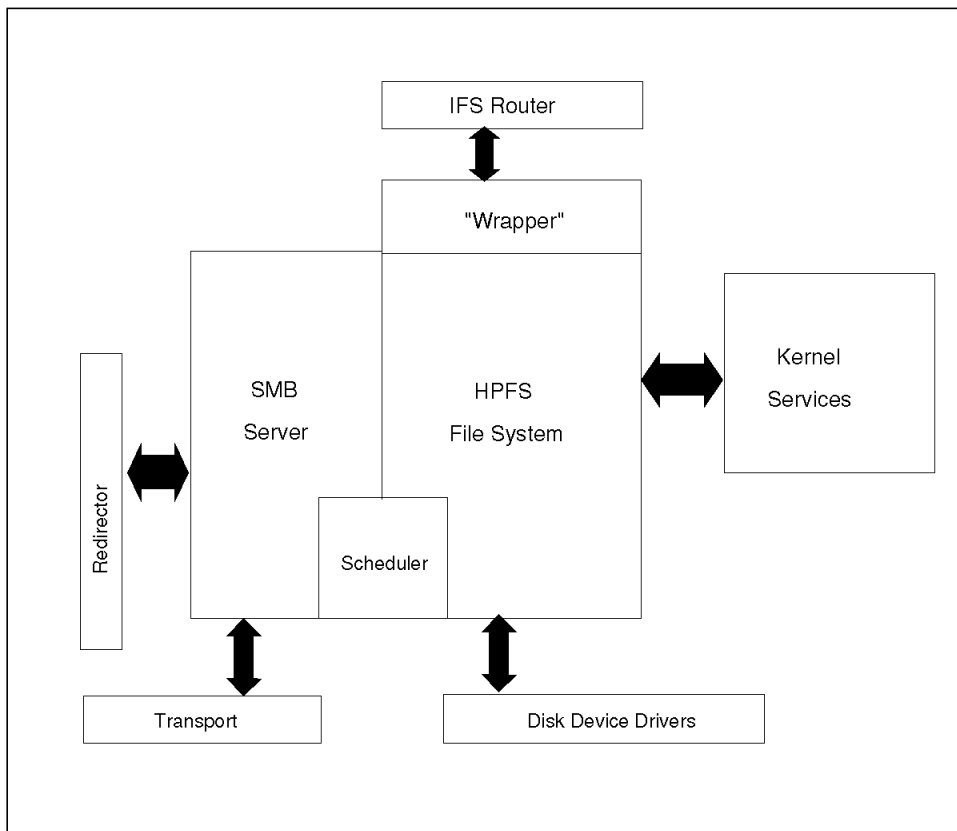 IFS Router
"Wrapper"
SMB
Server
HPFS
File System
Kernel
Services
Redirector
Scheduler
Transport
Disk Device Drivers